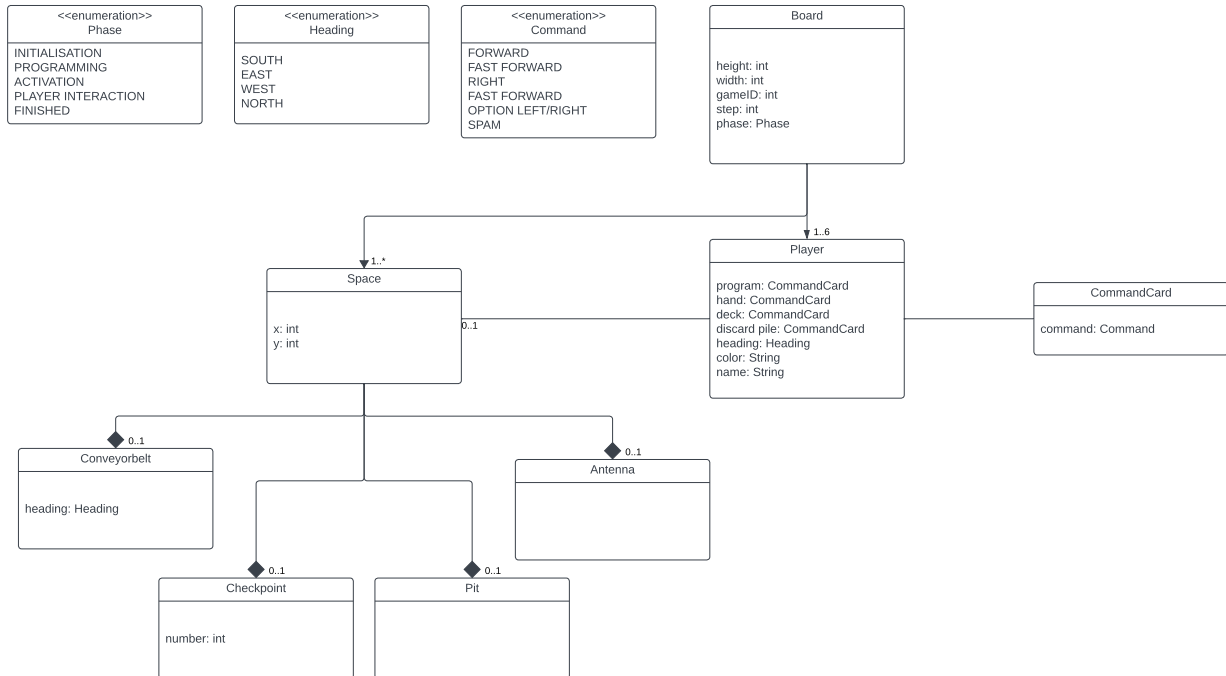 <<enumeration>>
Phase
INITIALISATION
PROGRAMMING
ACTIVATION
PLAYER INTERACTION
FINISHED
<<enumeration>>
Heading
SOUTH
EAST
WEST
NORTH
<<enumeration>>
Command
FORWARD
FAST FORWARD
RIGHT
FAST FORWARD
OPTION LEFT/RIGHT
SPAM
Board
height: int
width: int
gameID: int
step: int
phase: Phase
1..*
1..6
Space
x: int
y: int
0..1
Player
program: CommandCard
hand: CommandCard
deck: CommandCard
discard pile: CommandCard
heading: Heading
color: String
name: String
CommandCard
command: Command
0..1
Conveyorbelt
heading: Heading
0..1
Antenna
0..1
Checkpoint
number: int
0..1
Pit